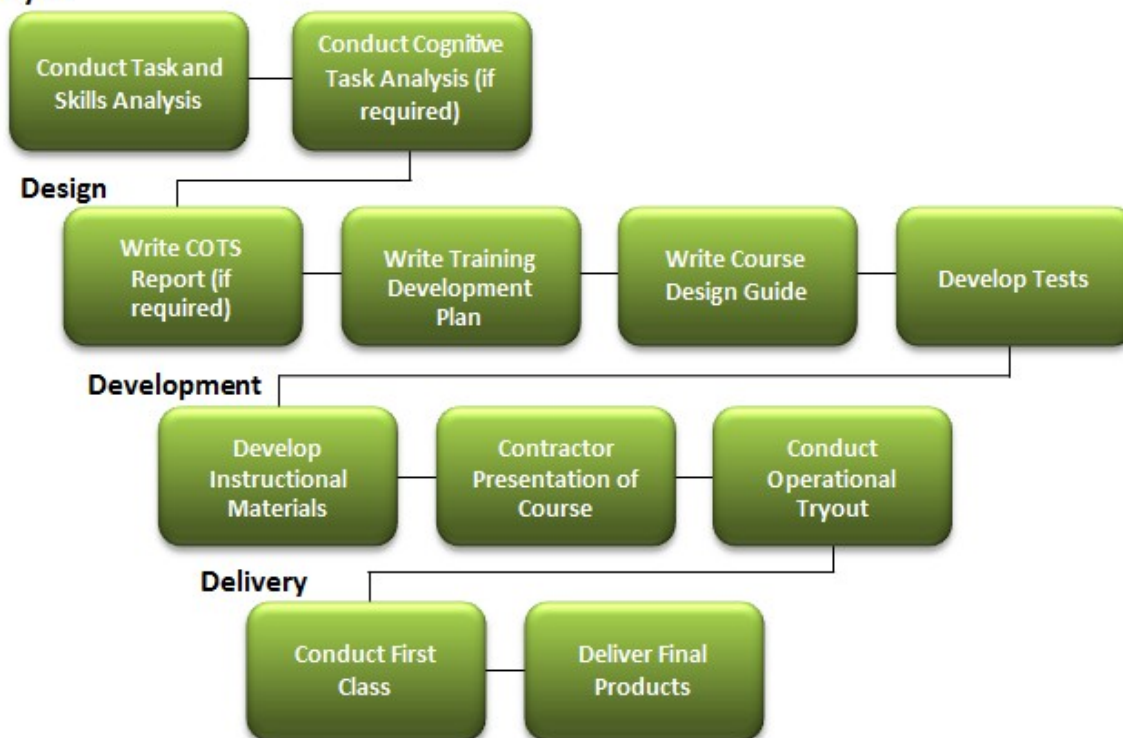 Conduct Task and
Skills Analysis
Conduct Cognitive
Task Analysis (if
required)
Design
Write COTS
Report (if
required)
Write Training
Development
Plan
Write Course
Design Guide
Develop Tests
Development
Develop
Instructional
Materials
Contractor
Presentation of
Course
Conduct
Operational
Tryout
Delivery
Conduct First
Class
Deliver Final
Products